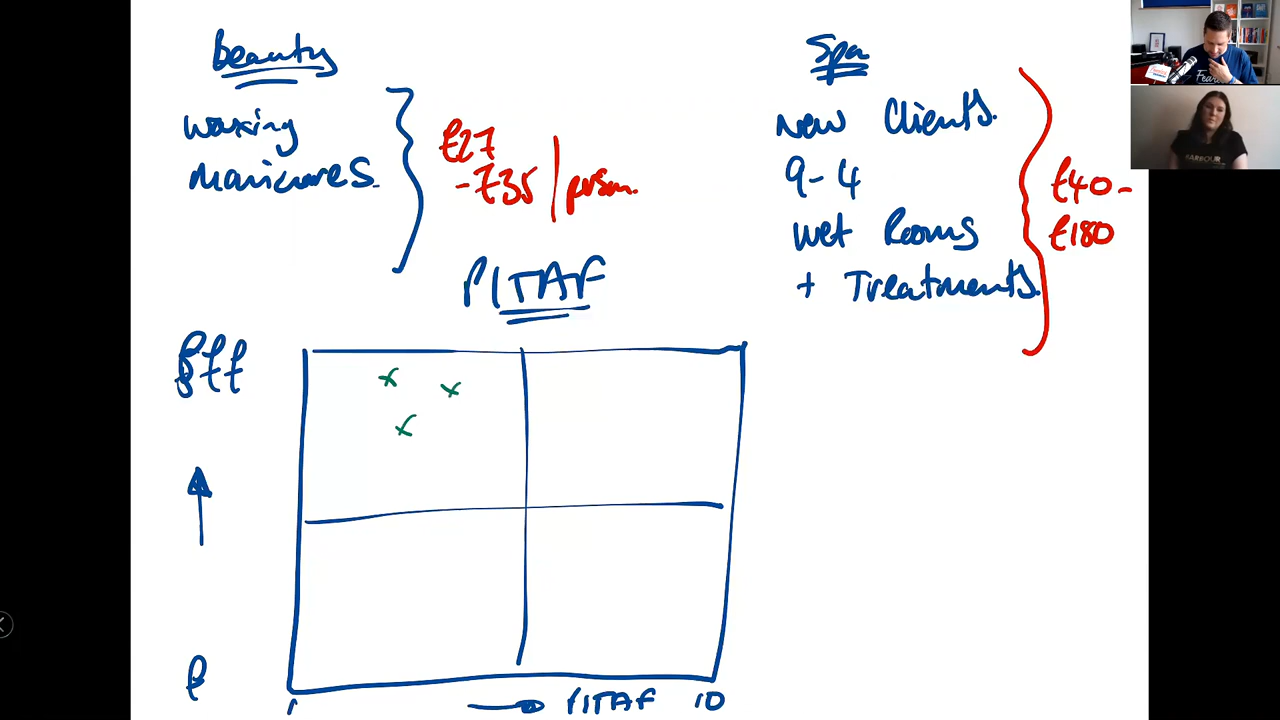 Beauty
Waxing
Manicures.
£27
-£35 / person.
Spa
New Clients.
9-4
Wet Rooms
+ Treatments.
£40-
£180
PITAF
£££
£
1
PITAF
10